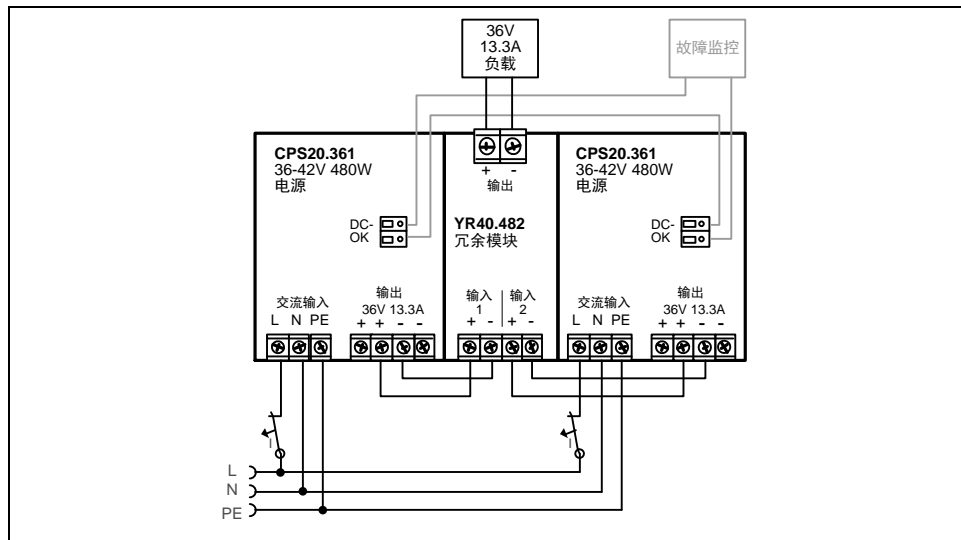 36V
13.3A
负载
故障监控
CPS20.361
36-42V 480W
电源
DC-
OK
交流输入
L N PE
输出
36V 13.3A
+ + - -
+ -
输出
YR40.482
冗余模块
输入
1
+ -
输入
2
+ -
CPS20.361
36-42V 480W
电源
DC-
OK
交流输入
L N PE
输出
36V 13.3A
+ + - -
I
I
L
N
PE